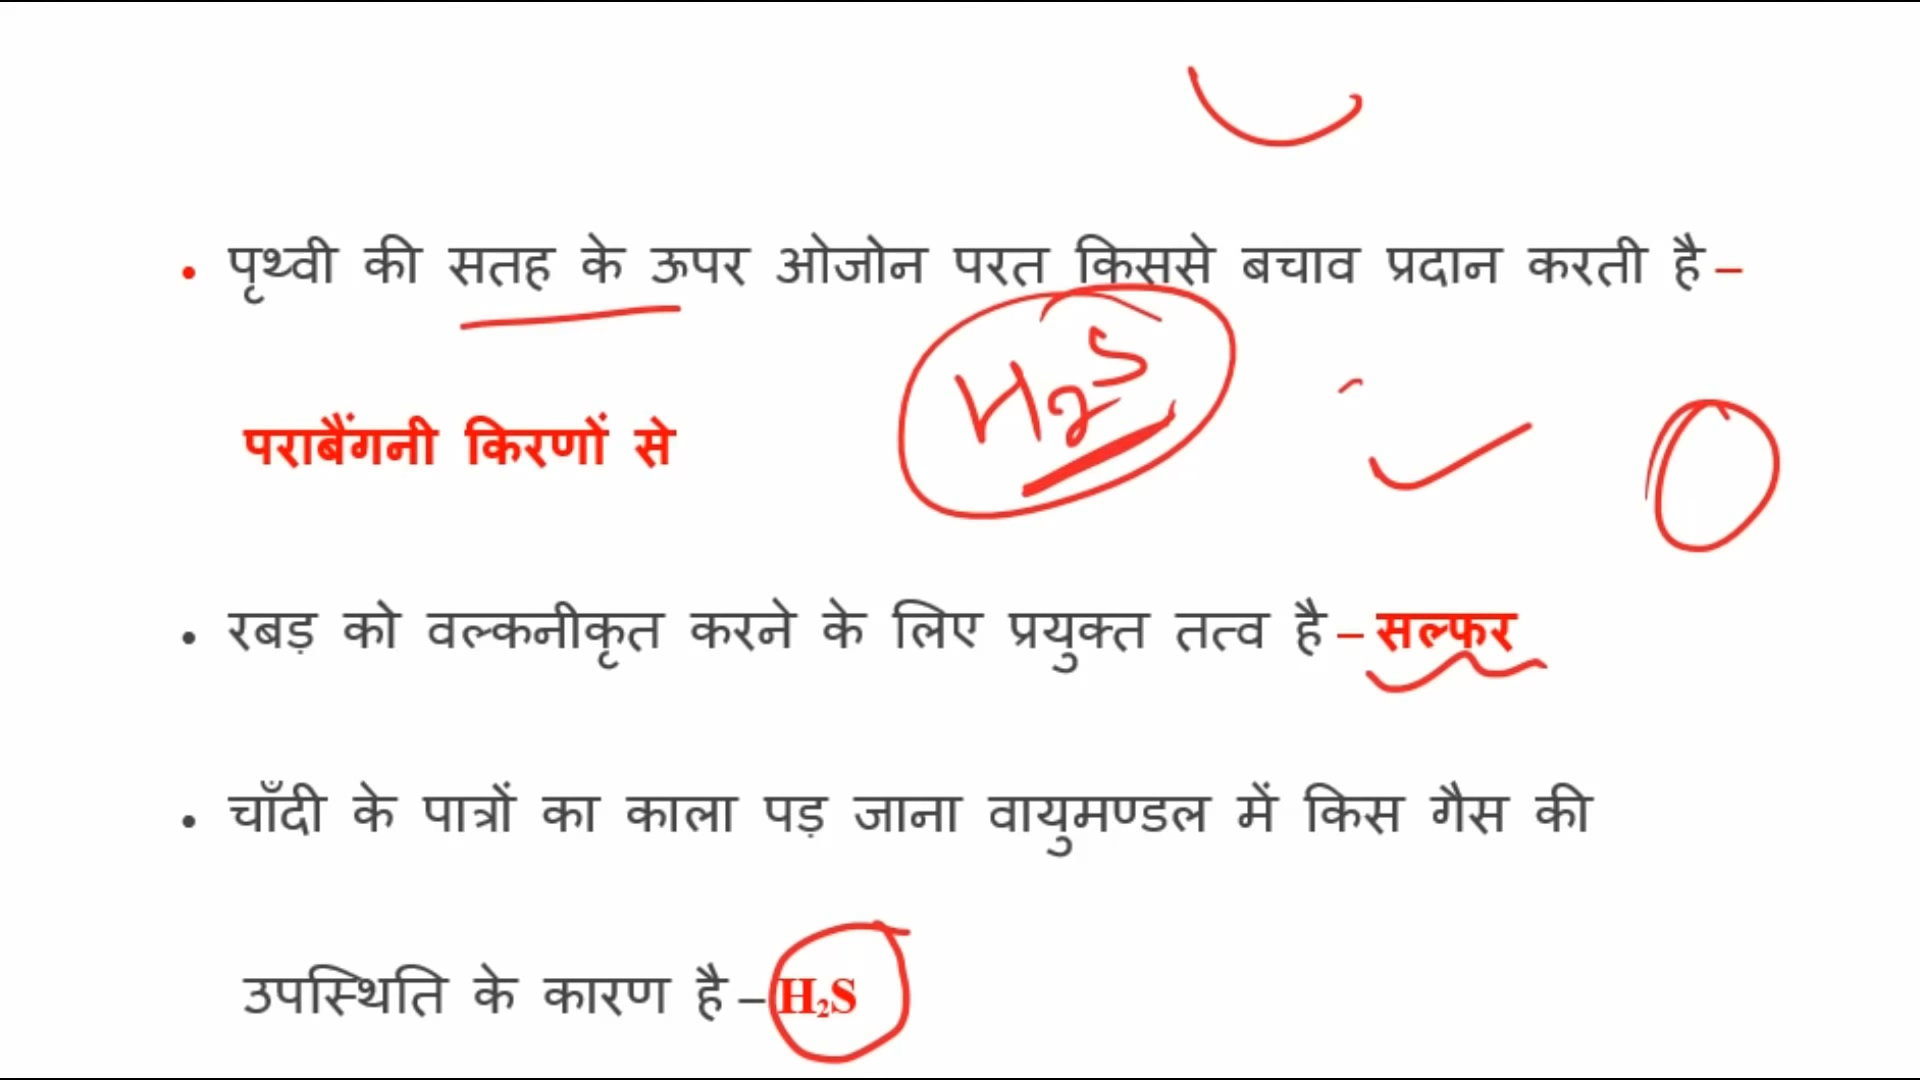 • पृथ्वी की सतह के ऊपर ओजोन परत किससे बचाव प्रदान करती है –
H2S
पराबैंगनी किरणों से
• रबड़ को वल्कनीकृत करने के लिए प्रयुक्त तत्व है – सल्फर
• चाँदी के पात्रों का काला पड़ जाना वायुमण्डल में किस गैस की
उपस्थिति के कारण है – H₂S